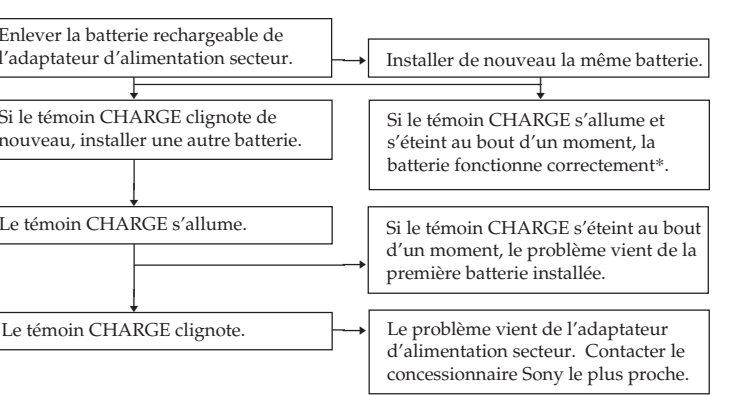 Enlever la batterie rechargeable de
l’adaptateur d’alimentation secteur.
Installer de nouveau la même batterie.
Si le témoin CHARGE clignote de
nouveau, installer une autre batterie.
Si le témoin CHARGE s’allume et
s’éteint au bout d’un moment, la
batterie fonctionne correctement*.
Le témoin CHARGE s’allume.
Si le témoin CHARGE s’éteint au bout
d’un moment, le problème vient de la
première batterie installée.
Le témoin CHARGE clignote.
Le problème vient de l’adaptateur
d’alimentation secteur. Contacter le
concessionnaire Sony le plus proche.